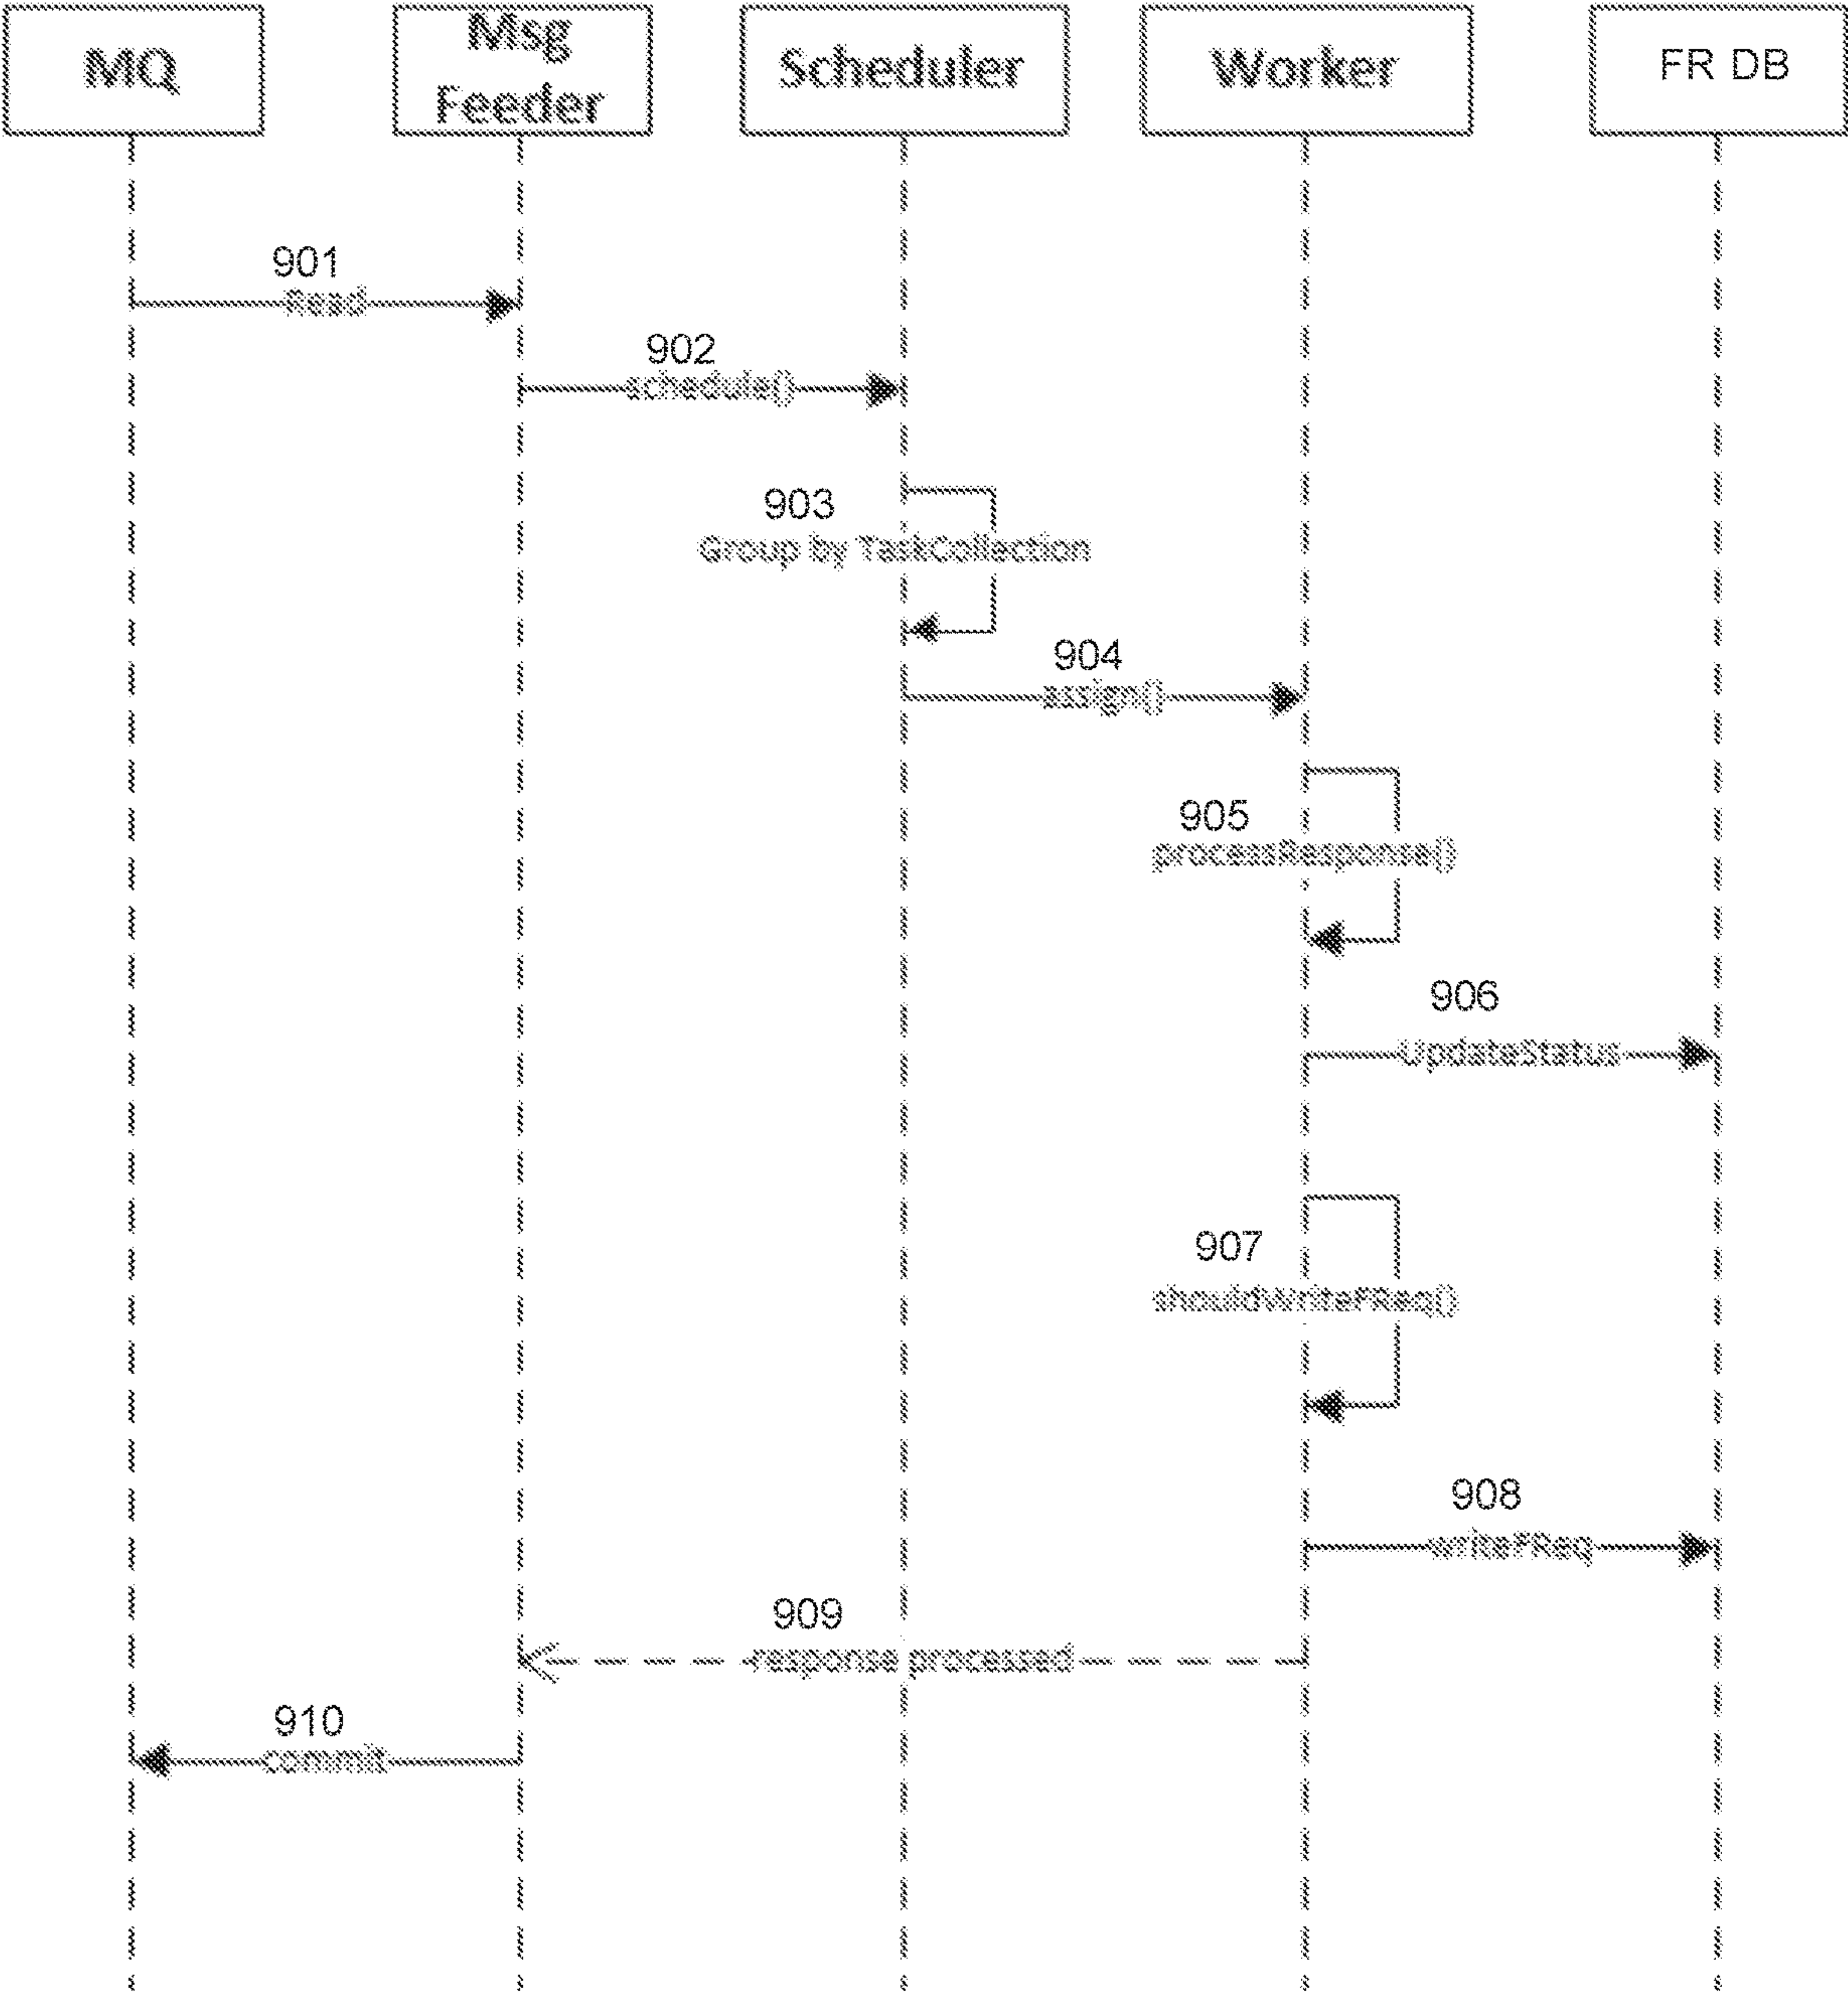 MQ
Msg
Feeder
Scheduler
Worker
FR DB
901
Read
902
schedule()
903
Group by TaskCollection
904
assign()
905
processResponse()
906
UpdateStatus
907
shouldWriteFReq()
908
writeFReq
909
response processed
910
commit